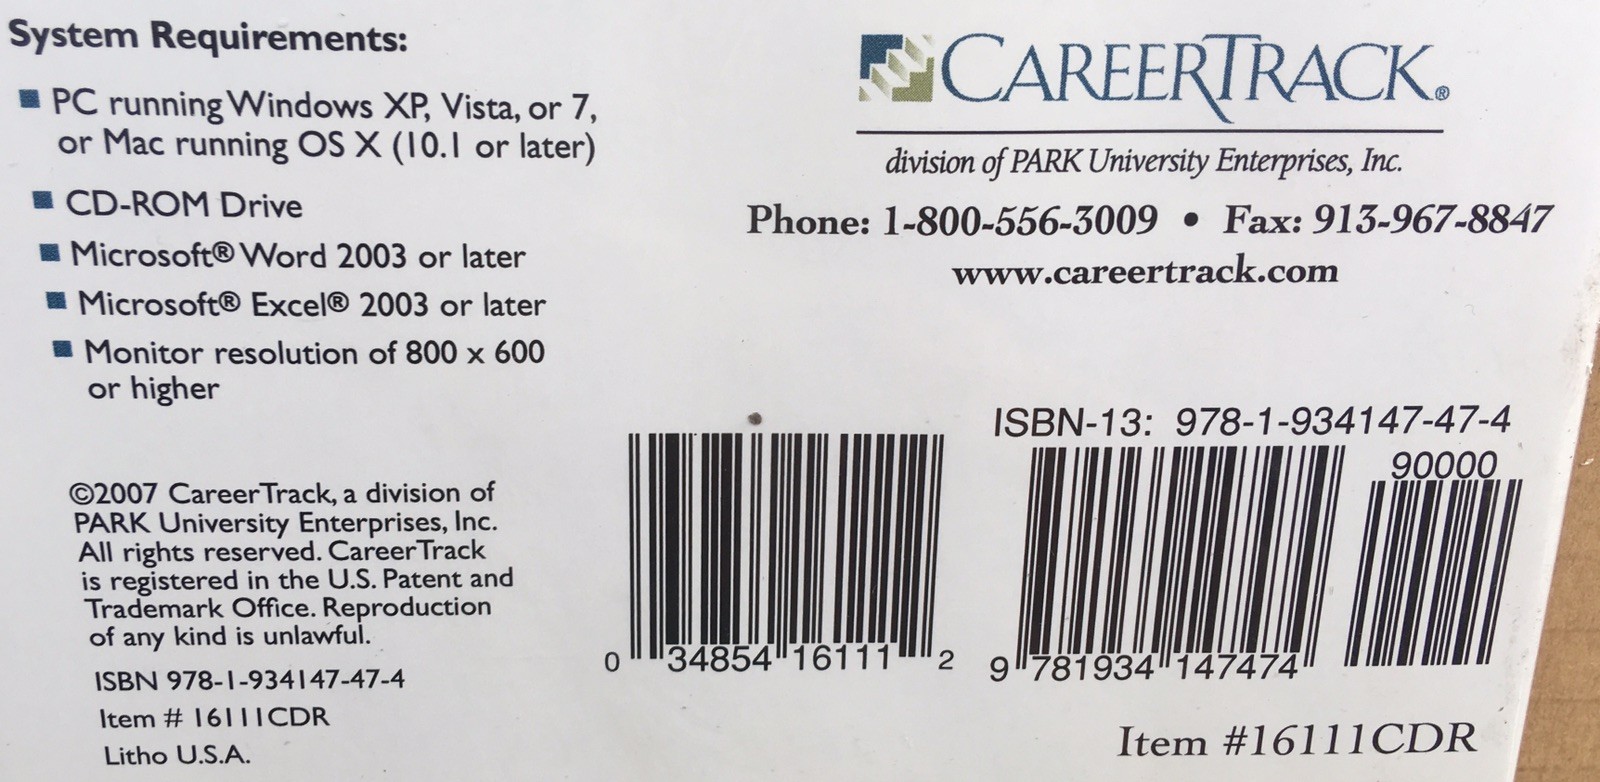 System Requirements:
■ PC running Windows XP, Vista, or 7,
or Mac running OS X (10.1 or later)
■ CD-ROM Drive
■ Microsoft® Word 2003 or later
■ Microsoft® Excel® 2003 or later
■ Monitor resolution of 800 x 600
or higher
©2007 CareerTrack, a division of
PARK University Enterprises, Inc.
All rights reserved. CareerTrack
is registered in the U.S. Patent and
Trademark Office. Reproduction
of any kind is unlawful.
ISBN 978-1-934147-47-4
Item # 16111CDR
Litho U.S.A.
CAREERTRACK®
division of PARK University Enterprises, Inc.
Phone: 1-800-556-3009 • Fax: 913-967-8847
www.careertrack.com
0 34854 16111 2
ISBN-13: 978-1-934147-47-4
90000
9 781934 147474
Item #16111CDR